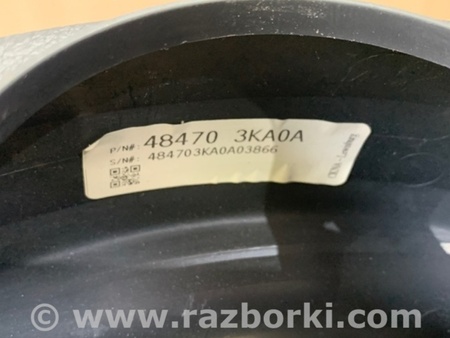 P/N#: 48470 3KA0A
S/N#: 484703KA0A03866
© www.razborki.com